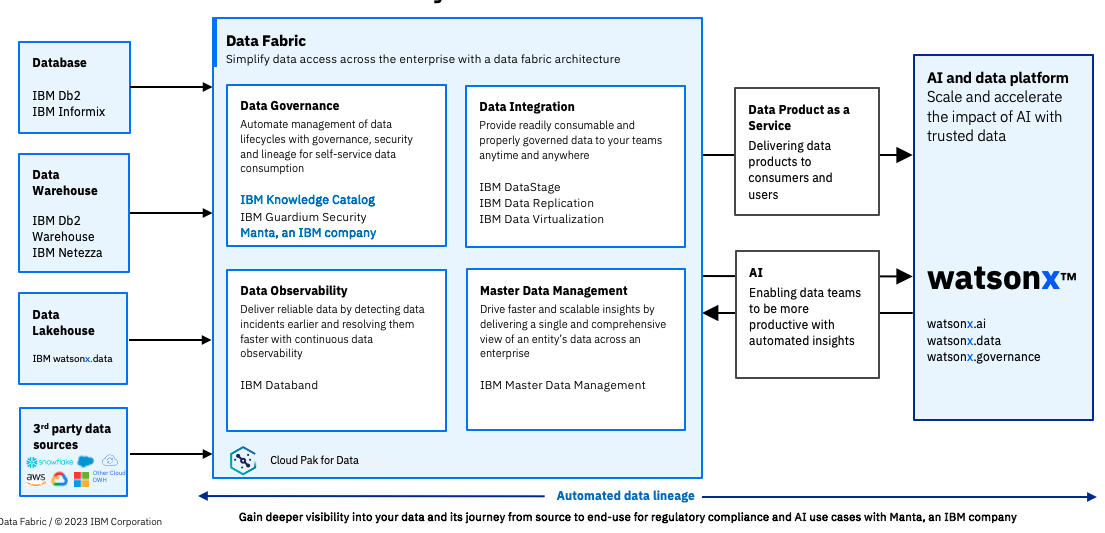 Database
IBM Db2
IBM Informix
Data
Warehouse
IBM Db2
Warehouse
IBM Netezza
Data
Lakehouse
IBM watsonx.data
3rd party data
sources
snowflake
aws
Other Cloud
DWH
Data Fabric
Simplify data access across the enterprise with a data fabric architecture
Data Governance
Automate management of data
lifecycles with governance, security
and lineage for self-service data
consumption
IBM Knowledge Catalog
IBM Guardium Security
Manta, an IBM company
Data Integration
Provide readily consumable and
properly governed data to your teams
anytime and anywhere
IBM DataStage
IBM Data Replication
IBM Data Virtualization
Data Observability
Deliver reliable data by detecting data
incidents earlier and resolving them
faster with continuous data
observability
IBM Databand
Master Data Management
Drive faster and scalable insights by
delivering a single and comprehensive
view of an entity's data across an
enterprise
IBM Master Data Management
Cloud Pak for Data
Data Product as a
Service
Delivering data
products to
consumers and
users
AI
Enabling data teams
to be more
productive with
automated insights
AI and data platform
Scale and accelerate
the impact of AI with
trusted data
watsonx™
watsonx.ai
watsonx.data
watsonx.governance
Automated data lineage
Gain deeper visibility into your data and its journey from source to end-use for regulatory compliance and AI use cases with Manta, an IBM company
Data Fabric / © 2023 IBM Corporation